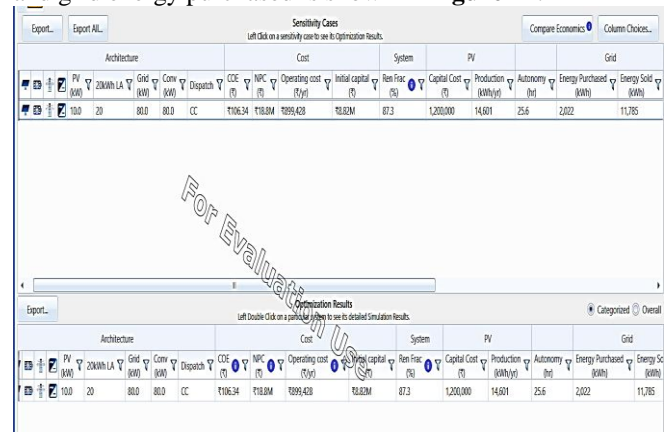 Export...
Export All...
Sensitivity Cases
Left Click on a sensitivity case to see its Optimization Results.
Compare Economics
Column Choices...
Architecture Cost System PV Grid
PV (kW) 20kWh LA Grid (kW) Conv (kW) Dispatch COE (₹) NPC (₹) Operating cost (₹/yr) Initial capital (₹) Ren Frac (%) Capital Cost (₹) Production (kWh/yr) Autonomy (hr) Energy Purchased (kWh) Energy Sold (kWh)
10.0 20 80.0 80.0 CC ₹106.34 ₹18.8M ₹899,428 ₹8.82M 87.3 1,200,000 14,601 25.6 2,022 11,785
For Evaluation Use
Export...
Optimization Results
Left Double Click on a particular system to see its detailed Simulation Results.
Categorized Overall
Architecture Cost System PV Grid
PV (kW) 20kWh LA Grid (kW) Conv (kW) Dispatch COE (₹) NPC (₹) Operating cost (₹/yr) Initial capital (₹) Ren Frac (%) Capital Cost (₹) Production (kWh/yr) Autonomy (hr) Energy Purchased (kWh) Energy So (kWh)
10.0 20 80.0 80.0 CC ₹106.34 ₹18.8M ₹899,428 ₹8.82M 87.3 1,200,000 14,601 25.6 2,022 11,785